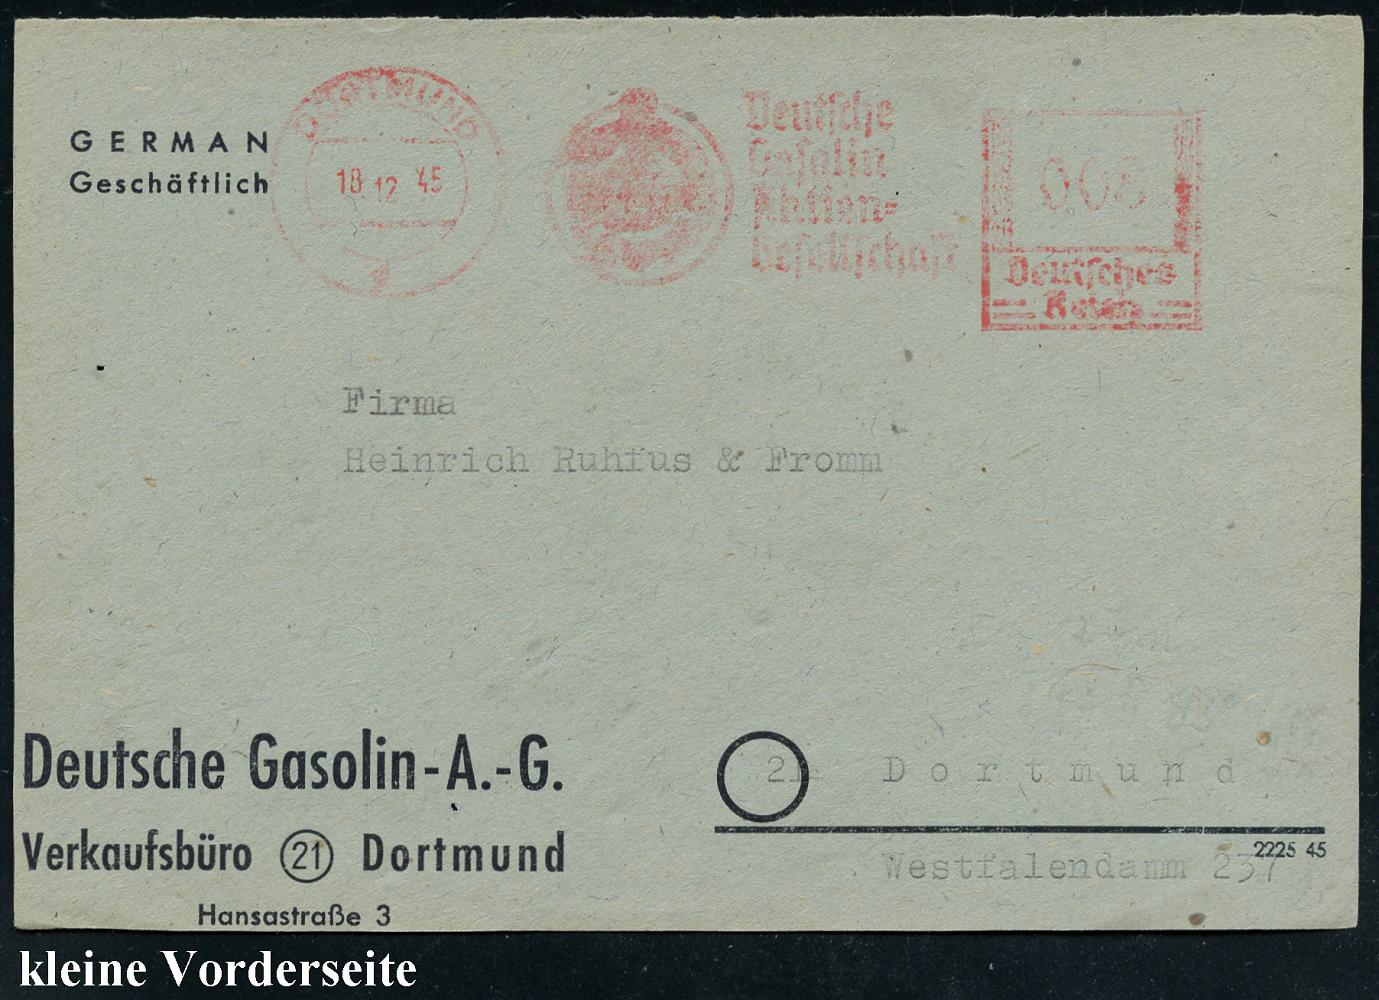 GERMAN
Geschäftlich
DORTMUND
18.12.45
Deutsche
Gasolin
Aktien=
Gesellschaft
008
Deutsches
Reich
Firma
Heinrich Ruhfus & Fromm
Deutsche Gasolin-A.-G.
Verkaufsbüro 21 Dortmund
Hansastraße 3
21 Dortmund
2225 45
Westfalendamm 237
kleine Vorderseite